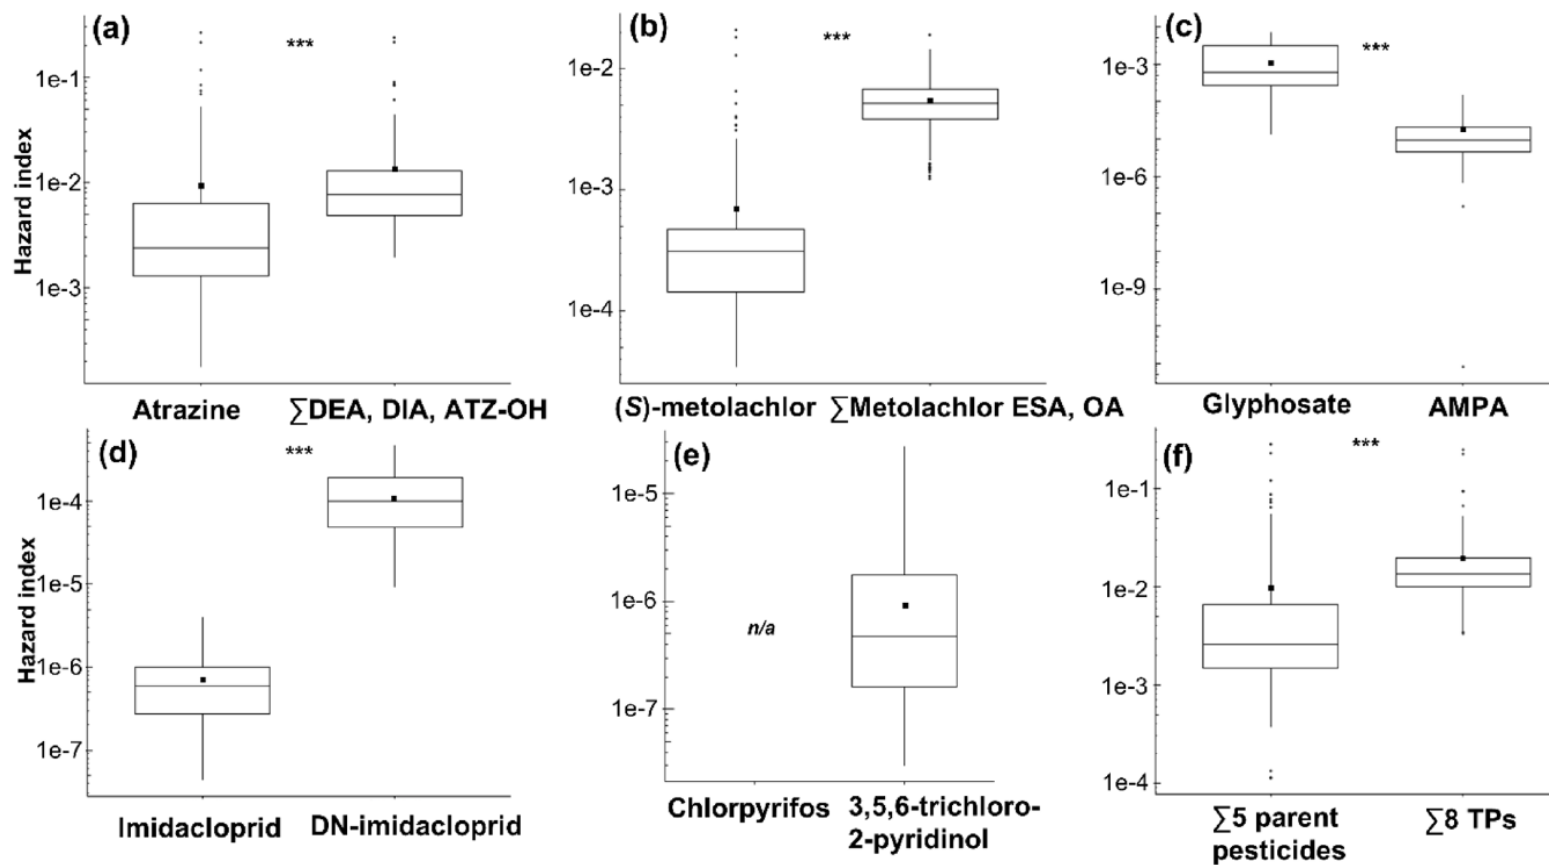 (a)
***
Hazard index
1e-1
1e-2
1e-3
Atrazine
∑DEA, DIA, ATZ-OH
(b)
***
1e-2
1e-3
1e-4
(S)-metolachlor
∑Metolachlor ESA, OA
(c)
***
1e-3
1e-6
1e-9
Glyphosate
AMPA
(d)
***
Hazard index
1e-4
1e-5
1e-6
1e-7
Imidacloprid
DN-imidacloprid
(e)
1e-5
1e-6
1e-7
n/a
Chlorpyrifos
3,5,6-trichloro-
2-pyridinol
(f)
***
1e-1
1e-2
1e-3
1e-4
∑5 parent
pesticides
∑8 TPs